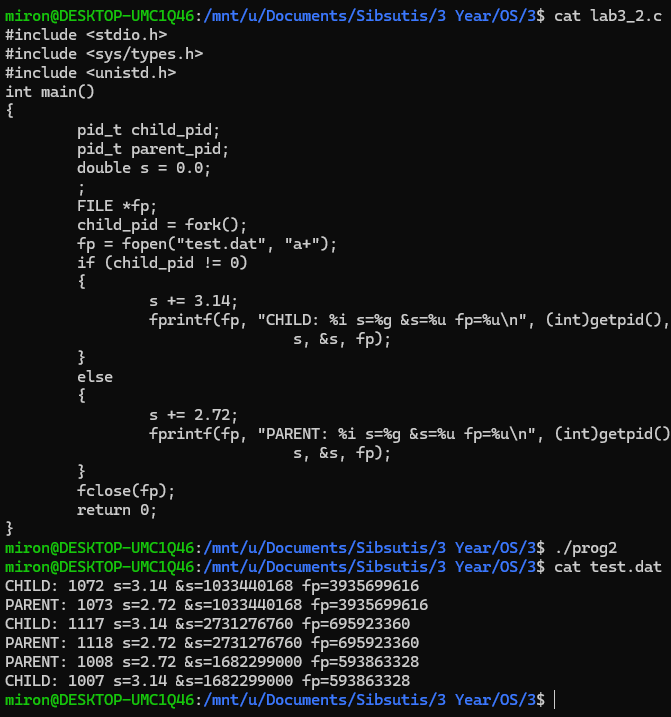 miron@DESKTOP-UMC1Q46:/mnt/u/Documents/Sibsutis/3 Year/OS/3$ cat lab3_2.c
#include <stdio.h>
#include <sys/types.h>
#include <unistd.h>
int main()
{
        pid_t child_pid;
        pid_t parent_pid;
        double s = 0.0;
        ;
        FILE *fp;
        child_pid = fork();
        fp = fopen("test.dat", "a+");
        if (child_pid != 0)
        {
                s += 3.14;
                fprintf(fp, "CHILD: %i s=%g &s=%u fp=%u\n", (int)getpid(),
                                s, &s, fp);
        }
        else
        {
                s += 2.72;
                fprintf(fp, "PARENT: %i s=%g &s=%u fp=%u\n", (int)getpid()
                                s, &s, fp);
        }
        fclose(fp);
        return 0;
}
miron@DESKTOP-UMC1Q46:/mnt/u/Documents/Sibsutis/3 Year/OS/3$ ./prog2
miron@DESKTOP-UMC1Q46:/mnt/u/Documents/Sibsutis/3 Year/OS/3$ cat test.dat
CHILD: 1072 s=3.14 &s=1033440168 fp=3935699616
PARENT: 1073 s=2.72 &s=1033440168 fp=3935699616
CHILD: 1117 s=3.14 &s=2731276760 fp=695923360
PARENT: 1118 s=2.72 &s=2731276760 fp=695923360
PARENT: 1008 s=2.72 &s=1682299000 fp=593863328
CHILD: 1007 s=3.14 &s=1682299000 fp=593863328
miron@DESKTOP-UMC1Q46:/mnt/u/Documents/Sibsutis/3 Year/OS/3$